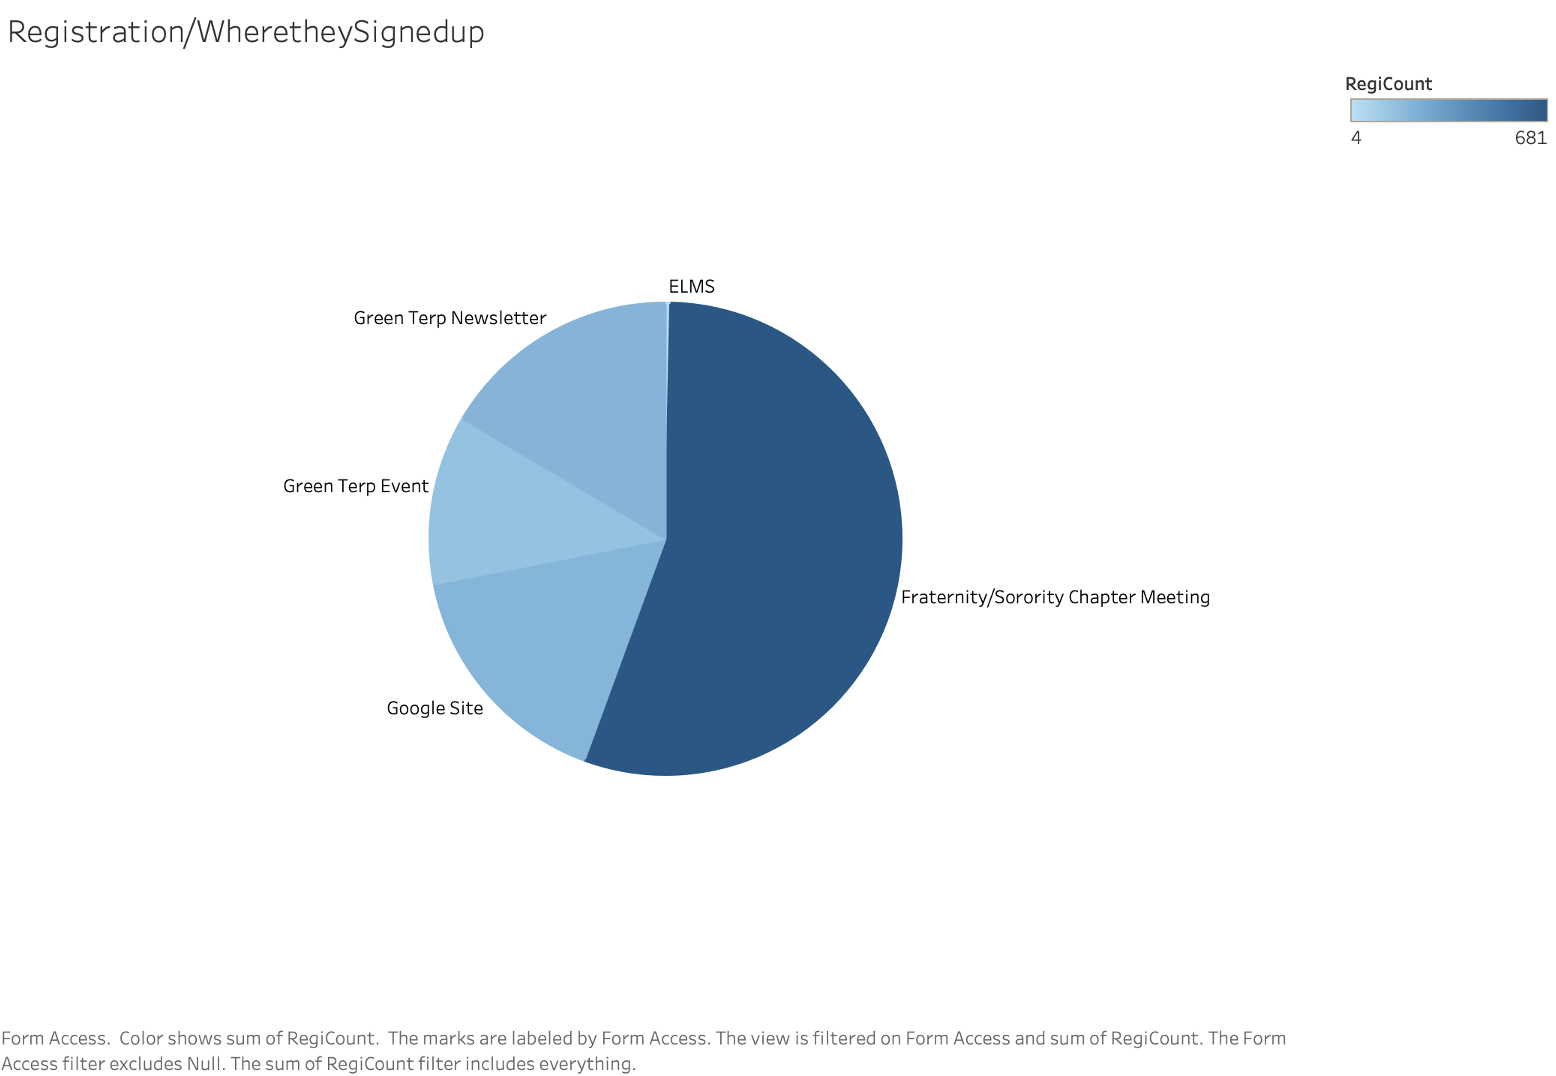 Registration/WheretheySignedup
RegiCount
4 681
ELMS
Green Terp Newsletter
Green Terp Event
Fraternity/Sorority Chapter Meeting
Google Site
Form Access.  Color shows sum of RegiCount.  The marks are labeled by Form Access. The view is filtered on Form Access and sum of RegiCount. The Form
Access filter excludes Null. The sum of RegiCount filter includes everything.